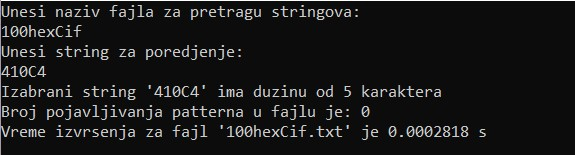 Unesi naziv fajla za pretragu stringova:
100hexCif
Unesi string za poredjenje:
410C4
Izabrani string '410C4' ima duzinu od 5 karaktera
Broj pojavljivanja patterna u fajlu je: 0
Vreme izvrsenja za fajl '100hexCif.txt' je 0.0002818 s